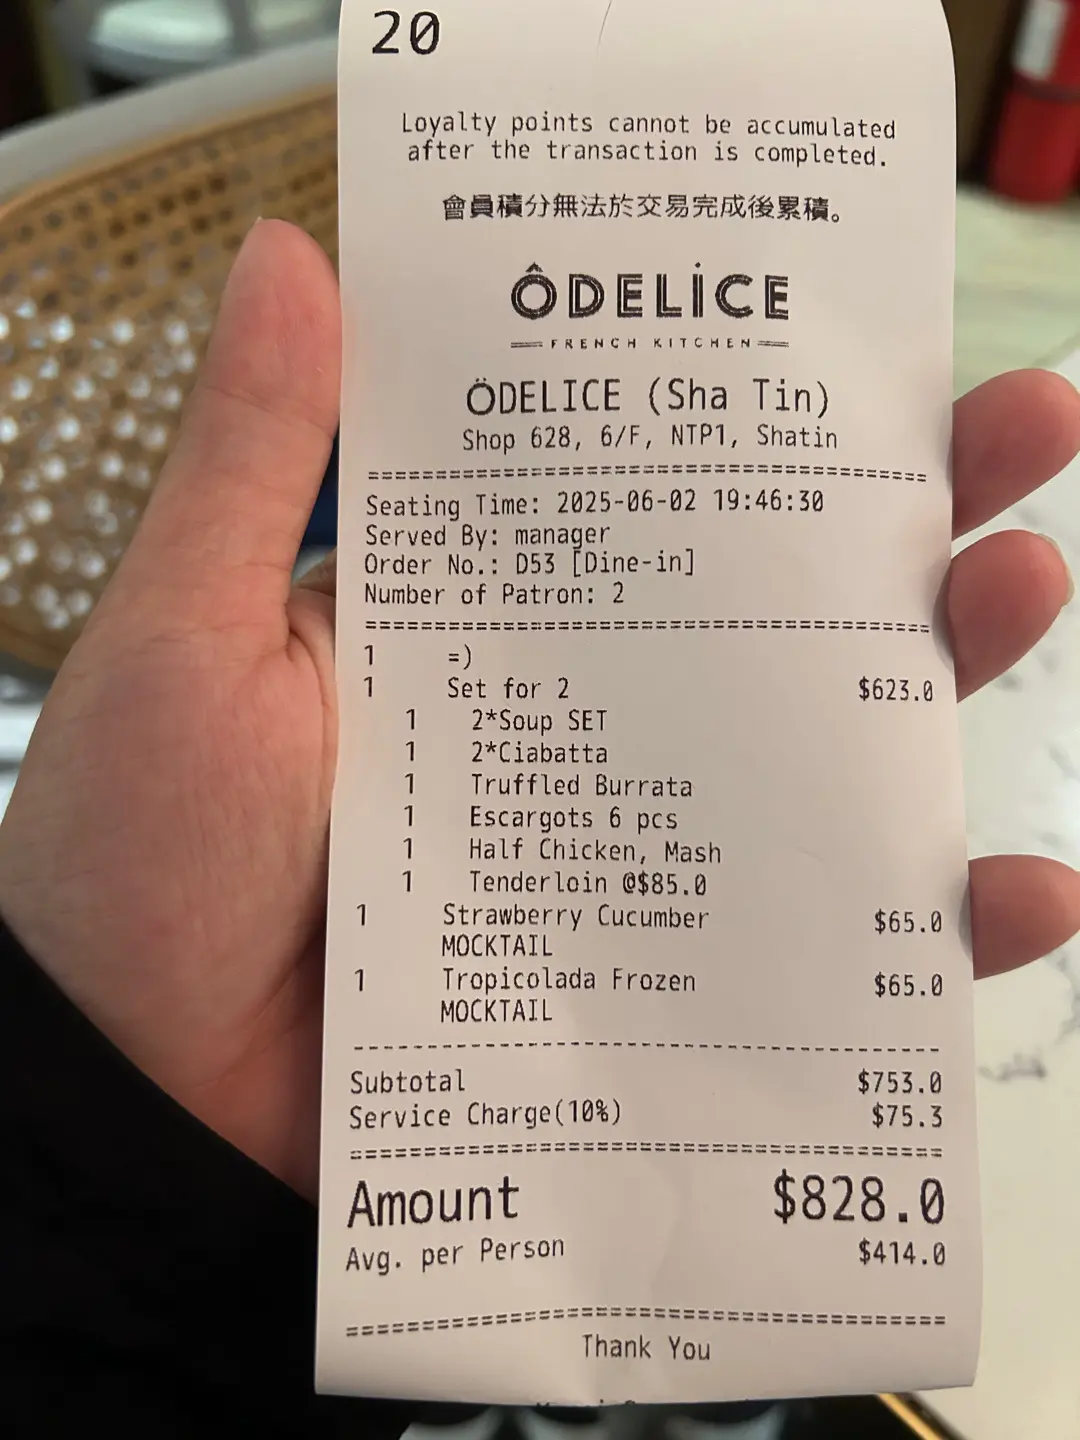 20
Loyalty points cannot be accumulated
after the transaction is completed.
會員積分無法於交易完成後累積。
ÔDELİCE
FRENCH KITCHEN
ÖDELICE (Sha Tin)
Shop 628, 6/F, NTP1, Shatin
========================================
Seating Time: 2025-06-02 19:46:30
Served By: manager
Order No.: D53 [Dine-in]
Number of Patron: 2
========================================
1 =)
1 Set for 2 $623.0
1 2*Soup SET
1 2*Ciabatta
1 Truffled Burrata
1 Escargots 6 pcs
1 Half Chicken, Mash
1 Tenderloin @$85.0
1 Strawberry Cucumber $65.0
MOCKTAIL
1 Tropicolada Frozen $65.0
MOCKTAIL
----------------------------------------
Subtotal $753.0
Service Charge(10%) $75.3
========================================
Amount $828.0
Avg. per Person $414.0
========================================
Thank You